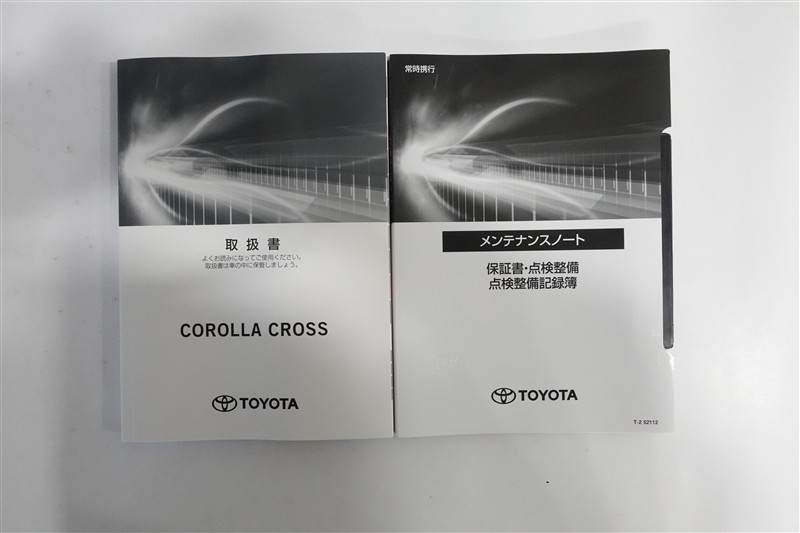 取扱書
よくお読みになってご使用ください。
取扱書は車の中に保管しましょう。
COROLLA CROSS
TOYOTA
常時携行
メンテナンスノート
保証書・点検整備
点検整備記録簿
TOYOTA
T-2 S2112